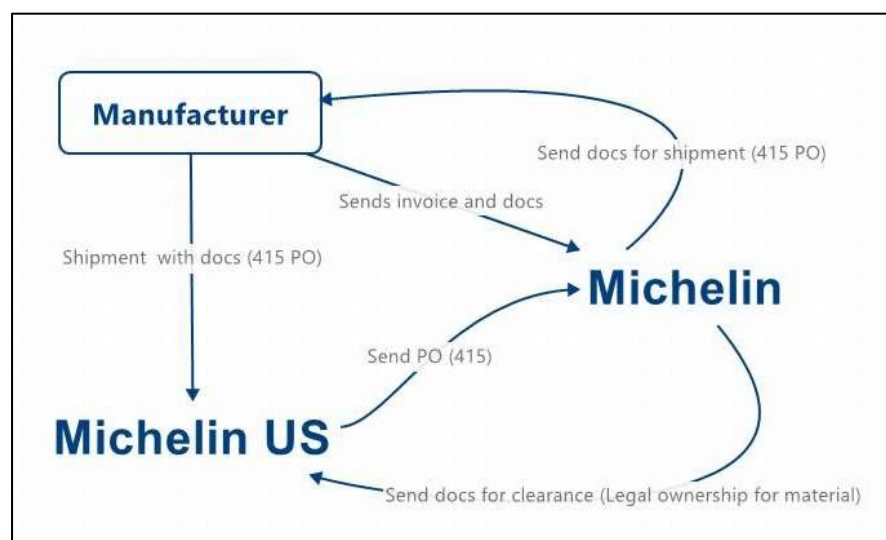 Manufacturer
Send docs for shipment (415 PO)
Sends invoice and docs
Shipment with docs (415 PO)
Michelin
Send PO (415)
Michelin US
Send docs for clearance (Legal ownership for material)